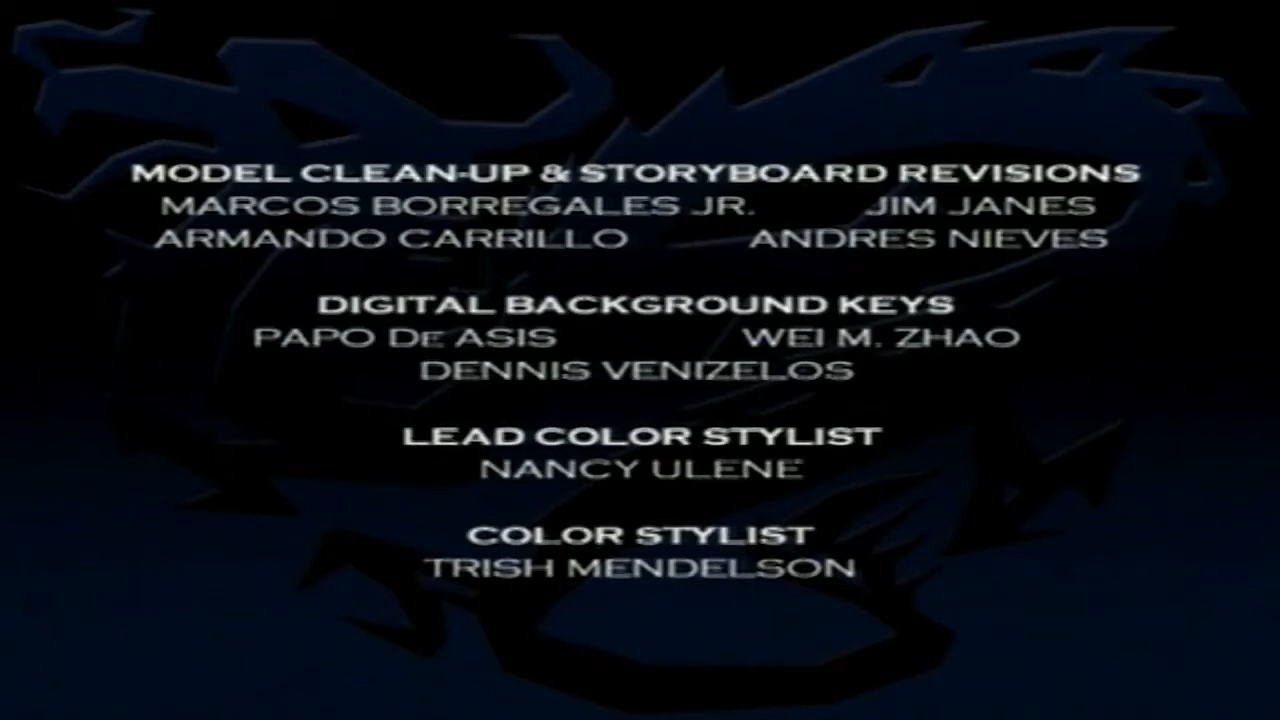 MODEL CLEAN-UP & STORYBOARD REVISIONS
MARCOS BORREGALES JR. JIM JANES
ARMANDO CARRILLO ANDRES NIEVES
DIGITAL BACKGROUND KEYS
PAPO De ASIS WEI M. ZHAO
DENNIS VENIZELOS
LEAD COLOR STYLIST
NANCY ULENE
COLOR STYLIST
TRISH MENDELSON